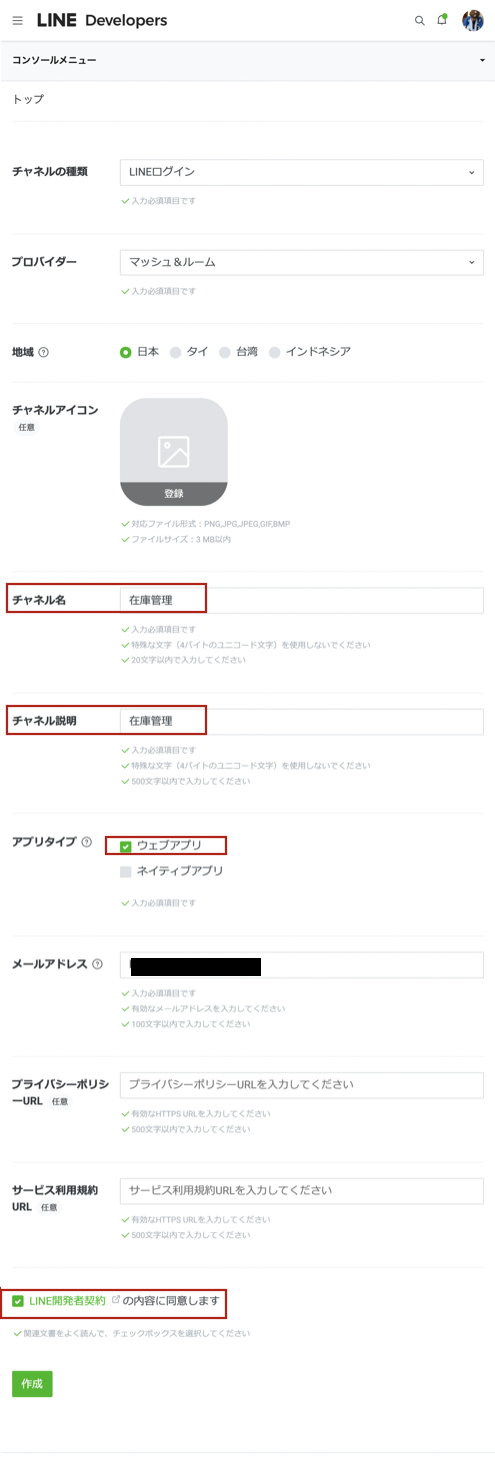 LINE Developers
コンソールメニュー
トップ
チャネルの種類
LINEログイン
入力必須項目です
プロバイダー
マッシュ＆ルーム
入力必須項目です
地域
日本 タイ 台湾 インドネシア
チャネルアイコン
任意
登録
対応ファイル形式：PNG,JPG,JPEG,GIF,BMP
ファイルサイズ：3 MB以内
チャネル名
在庫管理
入力必須項目です
特殊な文字（4バイトのユニコード文字）を使用しないでください
20文字以内で入力してください
チャネル説明
在庫管理
入力必須項目です
特殊な文字（4バイトのユニコード文字）を使用しないでください
500文字以内で入力してください
アプリタイプ
ウェブアプリ
ネイティブアプリ
入力必須項目です
メールアドレス
入力必須項目です
有効なメールアドレスを入力してください
100文字以内で入力してください
プライバシーポリシ
ーURL 任意
プライバシーポリシーURLを入力してください
有効なHTTPS URLを入力してください
500文字以内で入力してください
サービス利用規約
URL 任意
サービス利用規約URLを入力してください
有効なHTTPS URLを入力してください
500文字以内で入力してください
LINE開発者契約 の内容に同意します
関連文書をよく読んで、チェックボックスを選択してください
作成